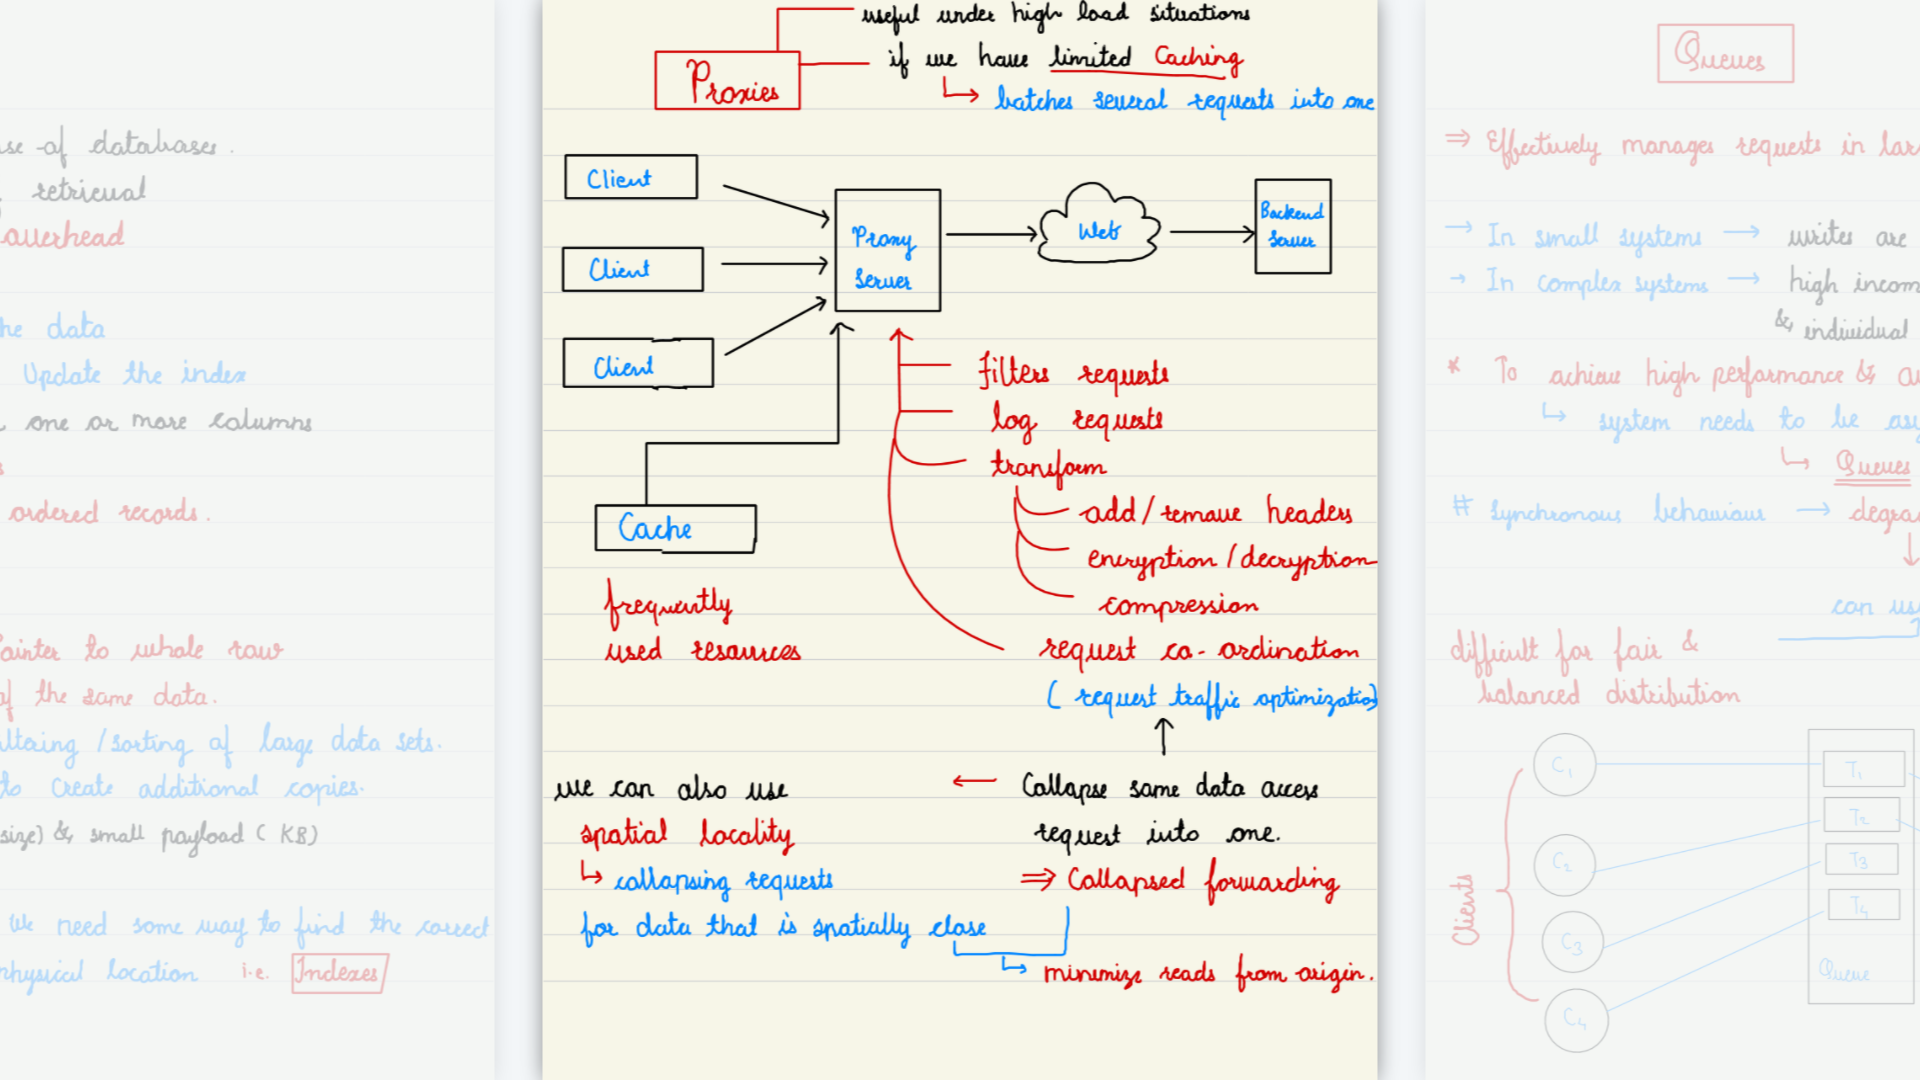 use of databases.
retrieval
overhead
the data
Update the index
one or more columns
ordered records.
Pointer to whole row
of the same data.
filtering / sorting of large data sets.
to create additional copies.
size) & small payload ( KB)
We need some way to find the correct
physical location i.e. Indexes
useful under high load situations
Proxies
if we have limited Caching
batches several requests into one
Client
Client
Client
Proxy
Server
Web
Backend
Server
Cache
frequently
used resources
filters requests
log requests
transform
add / remove headers
encryption / decryption
compression
request co-ordination
( request traffic optimization)
Collapse same data access
request into one.
⇒ Collapsed forwarding
we can also use
spatial locality
↳ collapsing requests
for data that is spatially close
↳ minimize reads from origin.
Queues
⇒ Effectively manages requests in lar
→ In small systems → writes are
→ In complex systems → high incom
& individual
* To achieve high performance & av
↳ system needs to be asy
↳ Queues
# Synchronous behaviour → degra
can use
difficult for fair &
balanced distribution
Clients
C1
C2
C3
C4
T1
T2
T3
T4
Queue